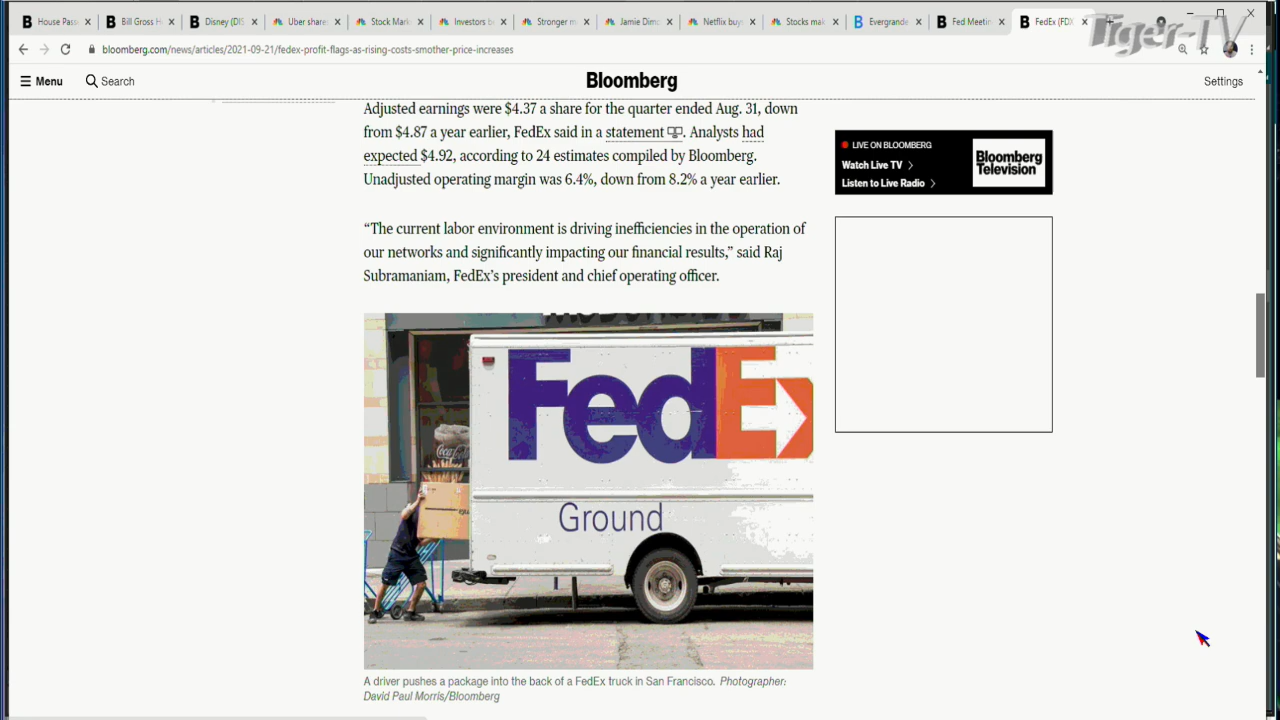 House Pass
Bill Gross H
Disney (DIS
Uber share
Stock Mark
Investors b
Stronger m
Jamie Dim
Netflix buy
Stocks mak
Evergrande
Fed Meetin
FedEx (FDX
Tiger-TV
bloomberg.com/news/articles/2021-09-21/fedex-profit-flags-as-rising-costs-smother-price-increases
Menu
Search
Bloomberg
Settings
Adjusted earnings were $4.37 a share for the quarter ended Aug. 31, down
from $4.87 a year earlier, FedEx said in a statement. Analysts had
expected $4.92, according to 24 estimates compiled by Bloomberg.
Unadjusted operating margin was 6.4%, down from 8.2% a year earlier.
“The current labor environment is driving inefficiencies in the operation of
our networks and significantly impacting our financial results,” said Raj
Subramaniam, FedEx’s president and chief operating officer.
LIVE ON BLOOMBERG
Watch Live TV
Listen to Live Radio
Bloomberg
Television
FedEx
Ground
Coca-Cola
A driver pushes a package into the back of a FedEx truck in San Francisco. Photographer:
David Paul Morris/Bloomberg